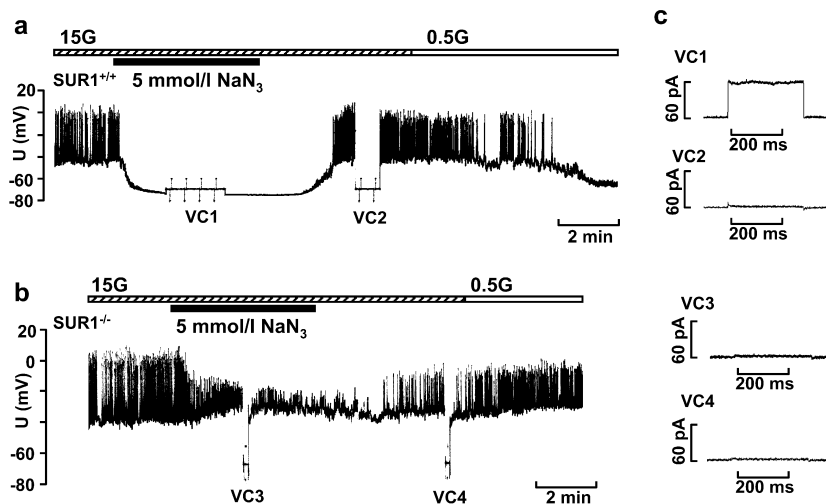 a
15G 0.5G
SUR1+/+ 5 mmol/l NaN3
20
-60
-80
U (mV)
VC1 VC2
2 min
b
15G 0.5G
SUR1-/- 5 mmol/l NaN3
20
0
-60
-80
U (mV)
VC3 VC4
2 min
c
VC1
60 pA
200 ms
VC2
60 pA
200 ms
VC3
60 pA
200 ms
VC4
60 pA
200 ms